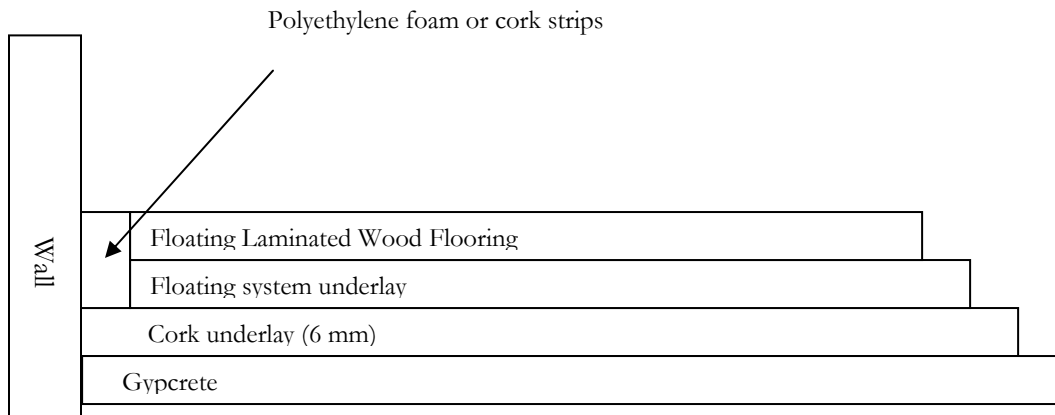 Polyethylene foam or cork strips
Wall
Floating Laminated Wood Flooring
Floating system underlay
Cork underlay (6 mm)
Gypcrete